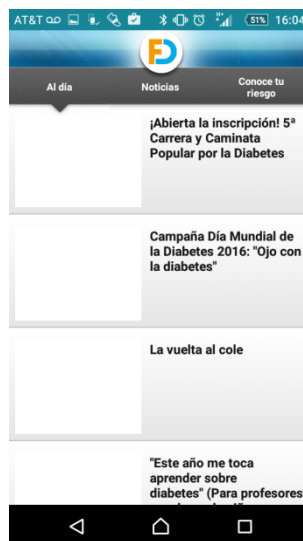 AT&T 51% 16:04
FD
Al día
Noticias
Conoce tu
riesgo
¡Abierta la inscripción! 5ª
Carrera y Caminata
Popular por la Diabetes
Campaña Día Mundial de
la Diabetes 2016: "Ojo con
la diabetes"
La vuelta al cole
"Este año me toca
aprender sobre
diabetes" (Para profesores